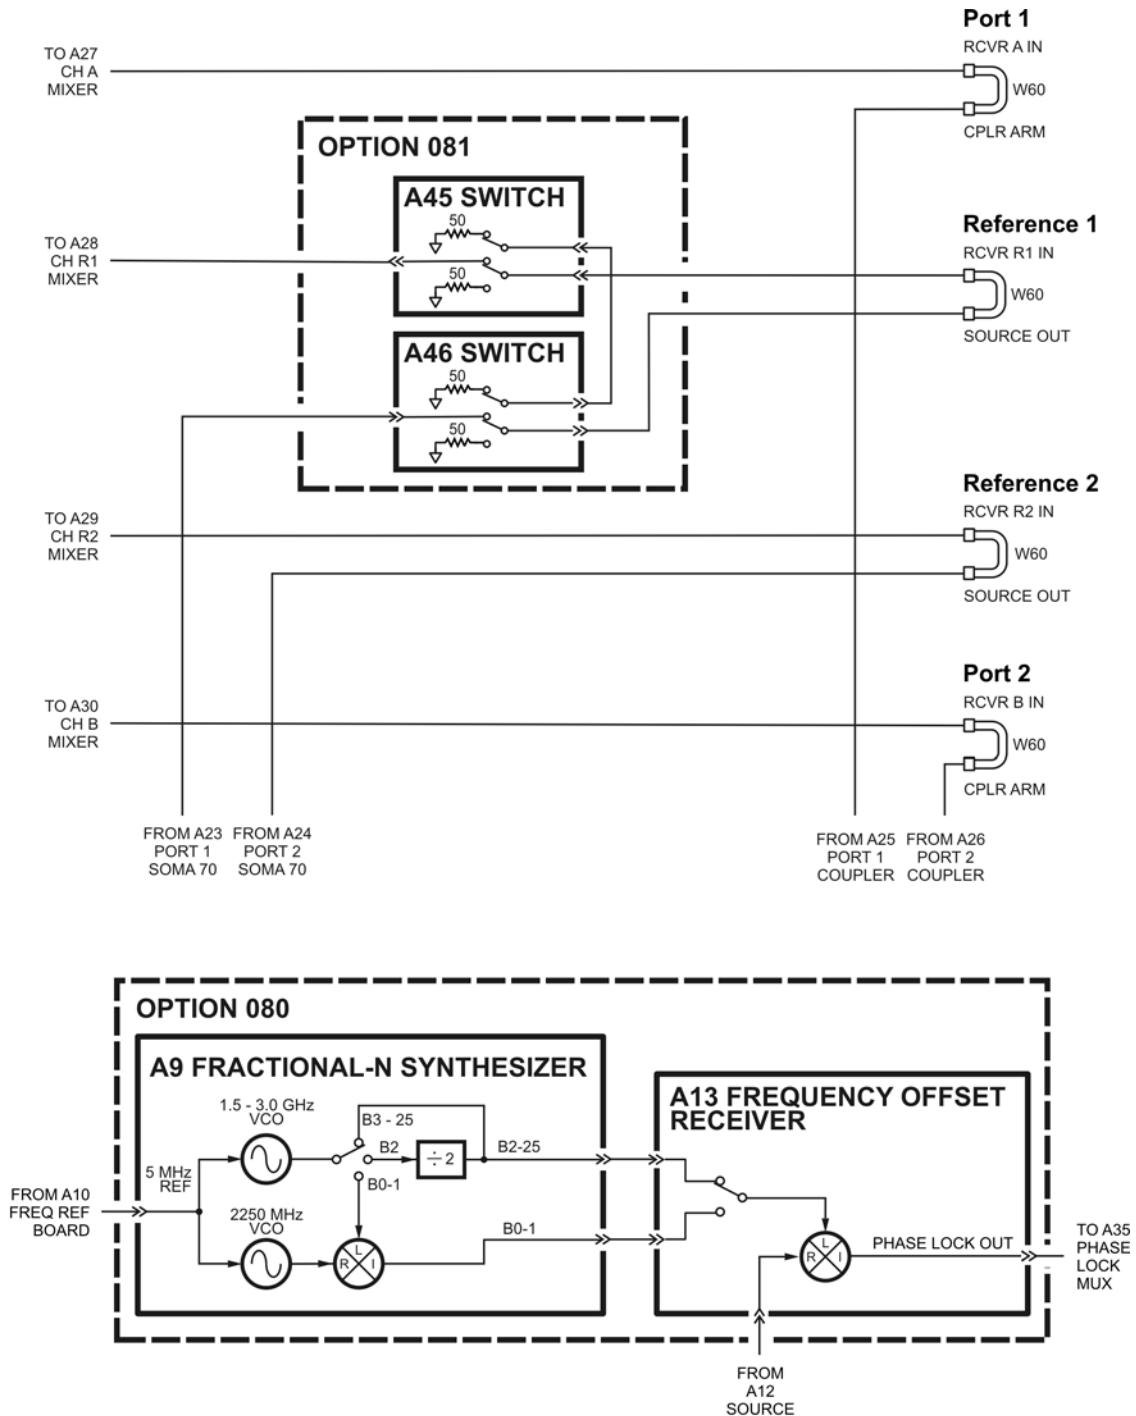 Port 1
RCVR A IN
TO A27
CH A
MIXER
W60
CPLR ARM
OPTION 081
A45 SWITCH
50
50
TO A28
CH R1
MIXER
Reference 1
RCVR R1 IN
W60
SOURCE OUT
A46 SWITCH
50
50
Reference 2
RCVR R2 IN
TO A29
CH R2
MIXER
W60
SOURCE OUT
Port 2
RCVR B IN
TO A30
CH B
MIXER
W60
CPLR ARM
FROM A23
PORT 1
SOMA 70
FROM A24
PORT 2
SOMA 70
FROM A25
PORT 1
COUPLER
FROM A26
PORT 2
COUPLER
OPTION 080
A9 FRACTIONAL-N SYNTHESIZER
1.5 - 3.0 GHz
VCO
B3 - 25
B2
÷ 2
B2-25
B0-1
5 MHz
REF
FROM A10
FREQ REF
BOARD
2250 MHz
VCO
L
R
I
B0-1
A13 FREQUENCY OFFSET
RECEIVER
L
R
I
PHASE LOCK OUT
TO A35
PHASE
LOCK
MUX
FROM
A12
SOURCE